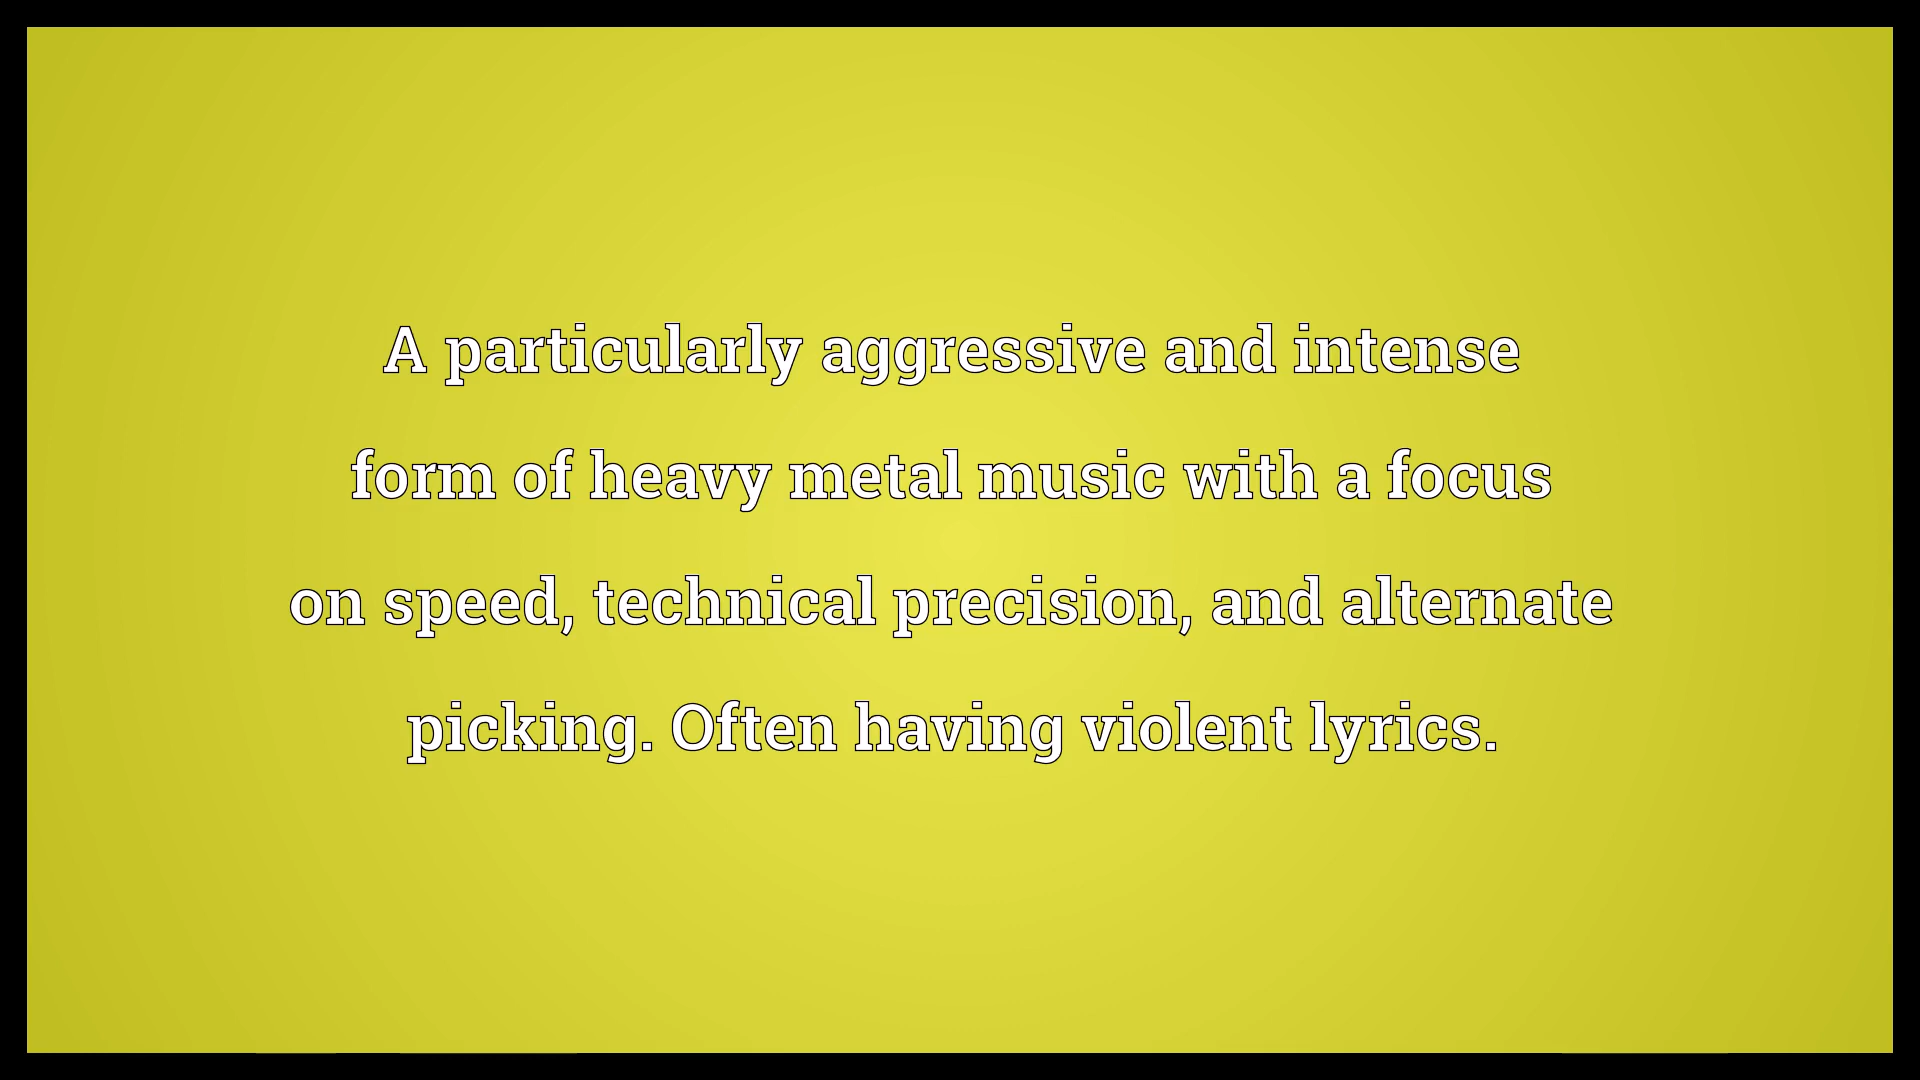 A particularly aggressive and intense
form of heavy metal music with a focus
on speed, technical precision, and alternate
picking. Often having violent lyrics.